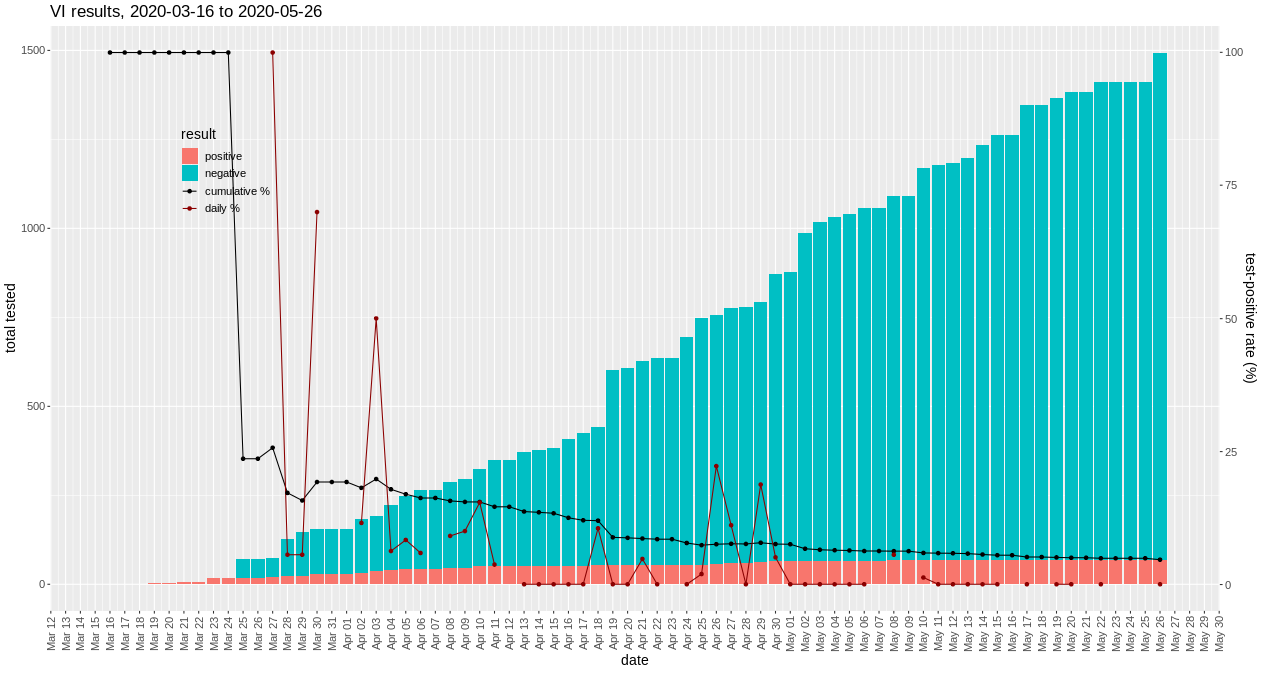 VI results, 2020-03-16 to 2020-05-26
total tested
1500
1000
500
0
result
positive
negative
cumulative %
daily %
100
75
50
25
0
test-positive rate (%)
Mar 12
Mar 13
Mar 14
Mar 15
Mar 16
Mar 17
Mar 18
Mar 19
Mar 20
Mar 21
Mar 22
Mar 23
Mar 24
Mar 25
Mar 26
Mar 27
Mar 28
Mar 29
Mar 30
Mar 31
Apr 01
Apr 02
Apr 03
Apr 04
Apr 05
Apr 06
Apr 07
Apr 08
Apr 09
Apr 10
Apr 11
Apr 12
Apr 13
Apr 14
Apr 15
Apr 16
Apr 17
Apr 18
Apr 19
Apr 20
Apr 21
Apr 22
Apr 23
Apr 24
Apr 25
Apr 26
Apr 27
Apr 28
Apr 29
Apr 30
May 01
May 02
May 03
May 04
May 05
May 06
May 07
May 08
May 09
May 10
May 11
May 12
May 13
May 14
May 15
May 16
May 17
May 18
May 19
May 20
May 21
May 22
May 23
May 24
May 25
May 26
May 27
May 28
May 29
May 30
date